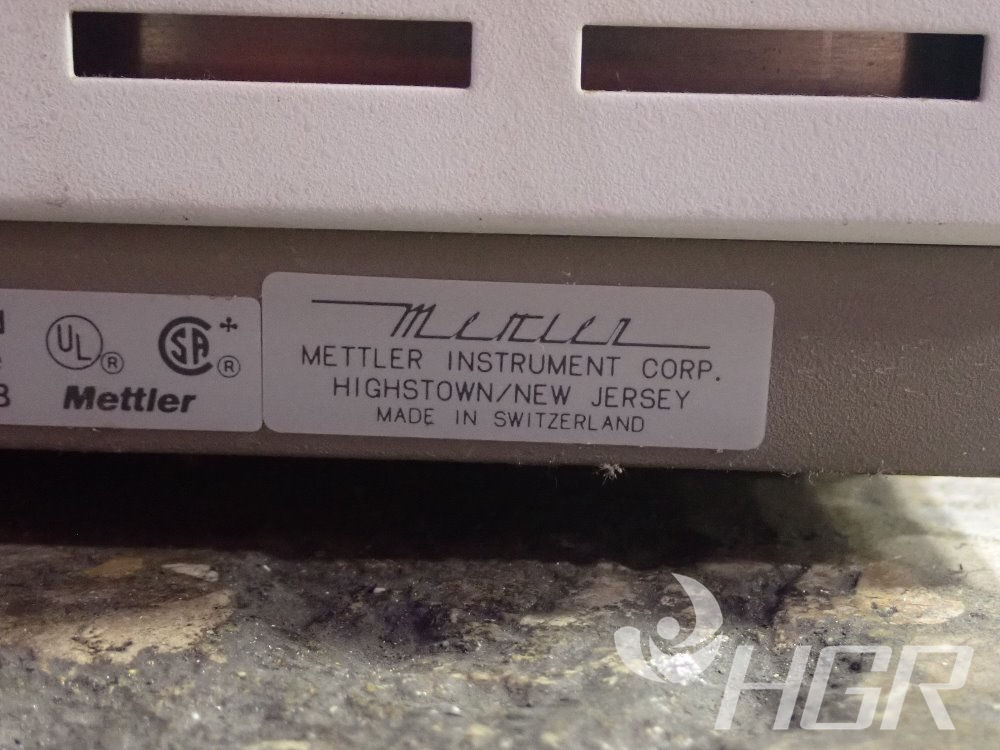 UL ®
SA ®
Mettler
Mettler
METTLER INSTRUMENT CORP.
HIGHSTOWN/NEW JERSEY
MADE IN SWITZERLAND
HGR